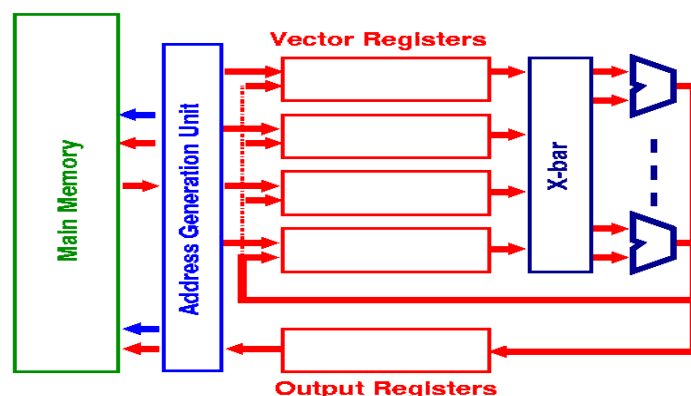 Vector Registers
Main Memory
Address Generation Unit
X-bar
Output Registers